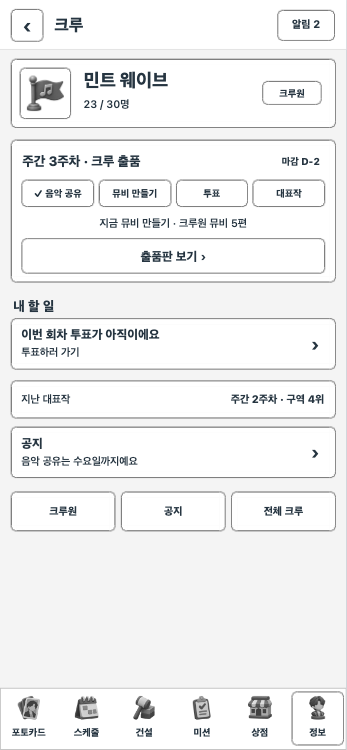 ‹ 크루 알림 2
민트 웨이브
23 / 30명
크루원
주간 3주차 · 크루 출품 마감 D-2
✓ 음악 공유 뮤비 만들기 투표 대표작
지금 뮤비 만들기 · 크루원 뮤비 5편
출품판 보기 ›
내 할 일
이번 회차 투표가 아직이에요
투표하러 가기 ›
지난 대표작 주간 2주차 · 구역 4위
공지
음악 공유는 수요일까지예요 ›
크루원 공지 전체 크루
포토카드 스케줄 건설 미션 상점 정보